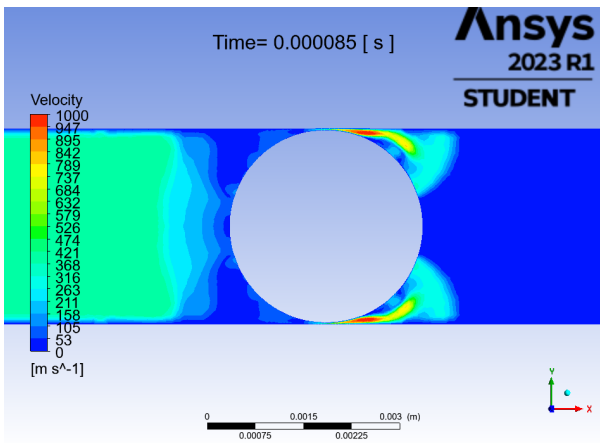 Ansys
2023 R1
STUDENT
Time= 0.000085 [ s ]
Velocity
1000
947
895
842
789
737
684
632
579
526
474
421
368
316
263
211
158
105
53
0
[m s^-1]
0 0.0015 0.003 (m)
0.00075 0.00225
Y
X